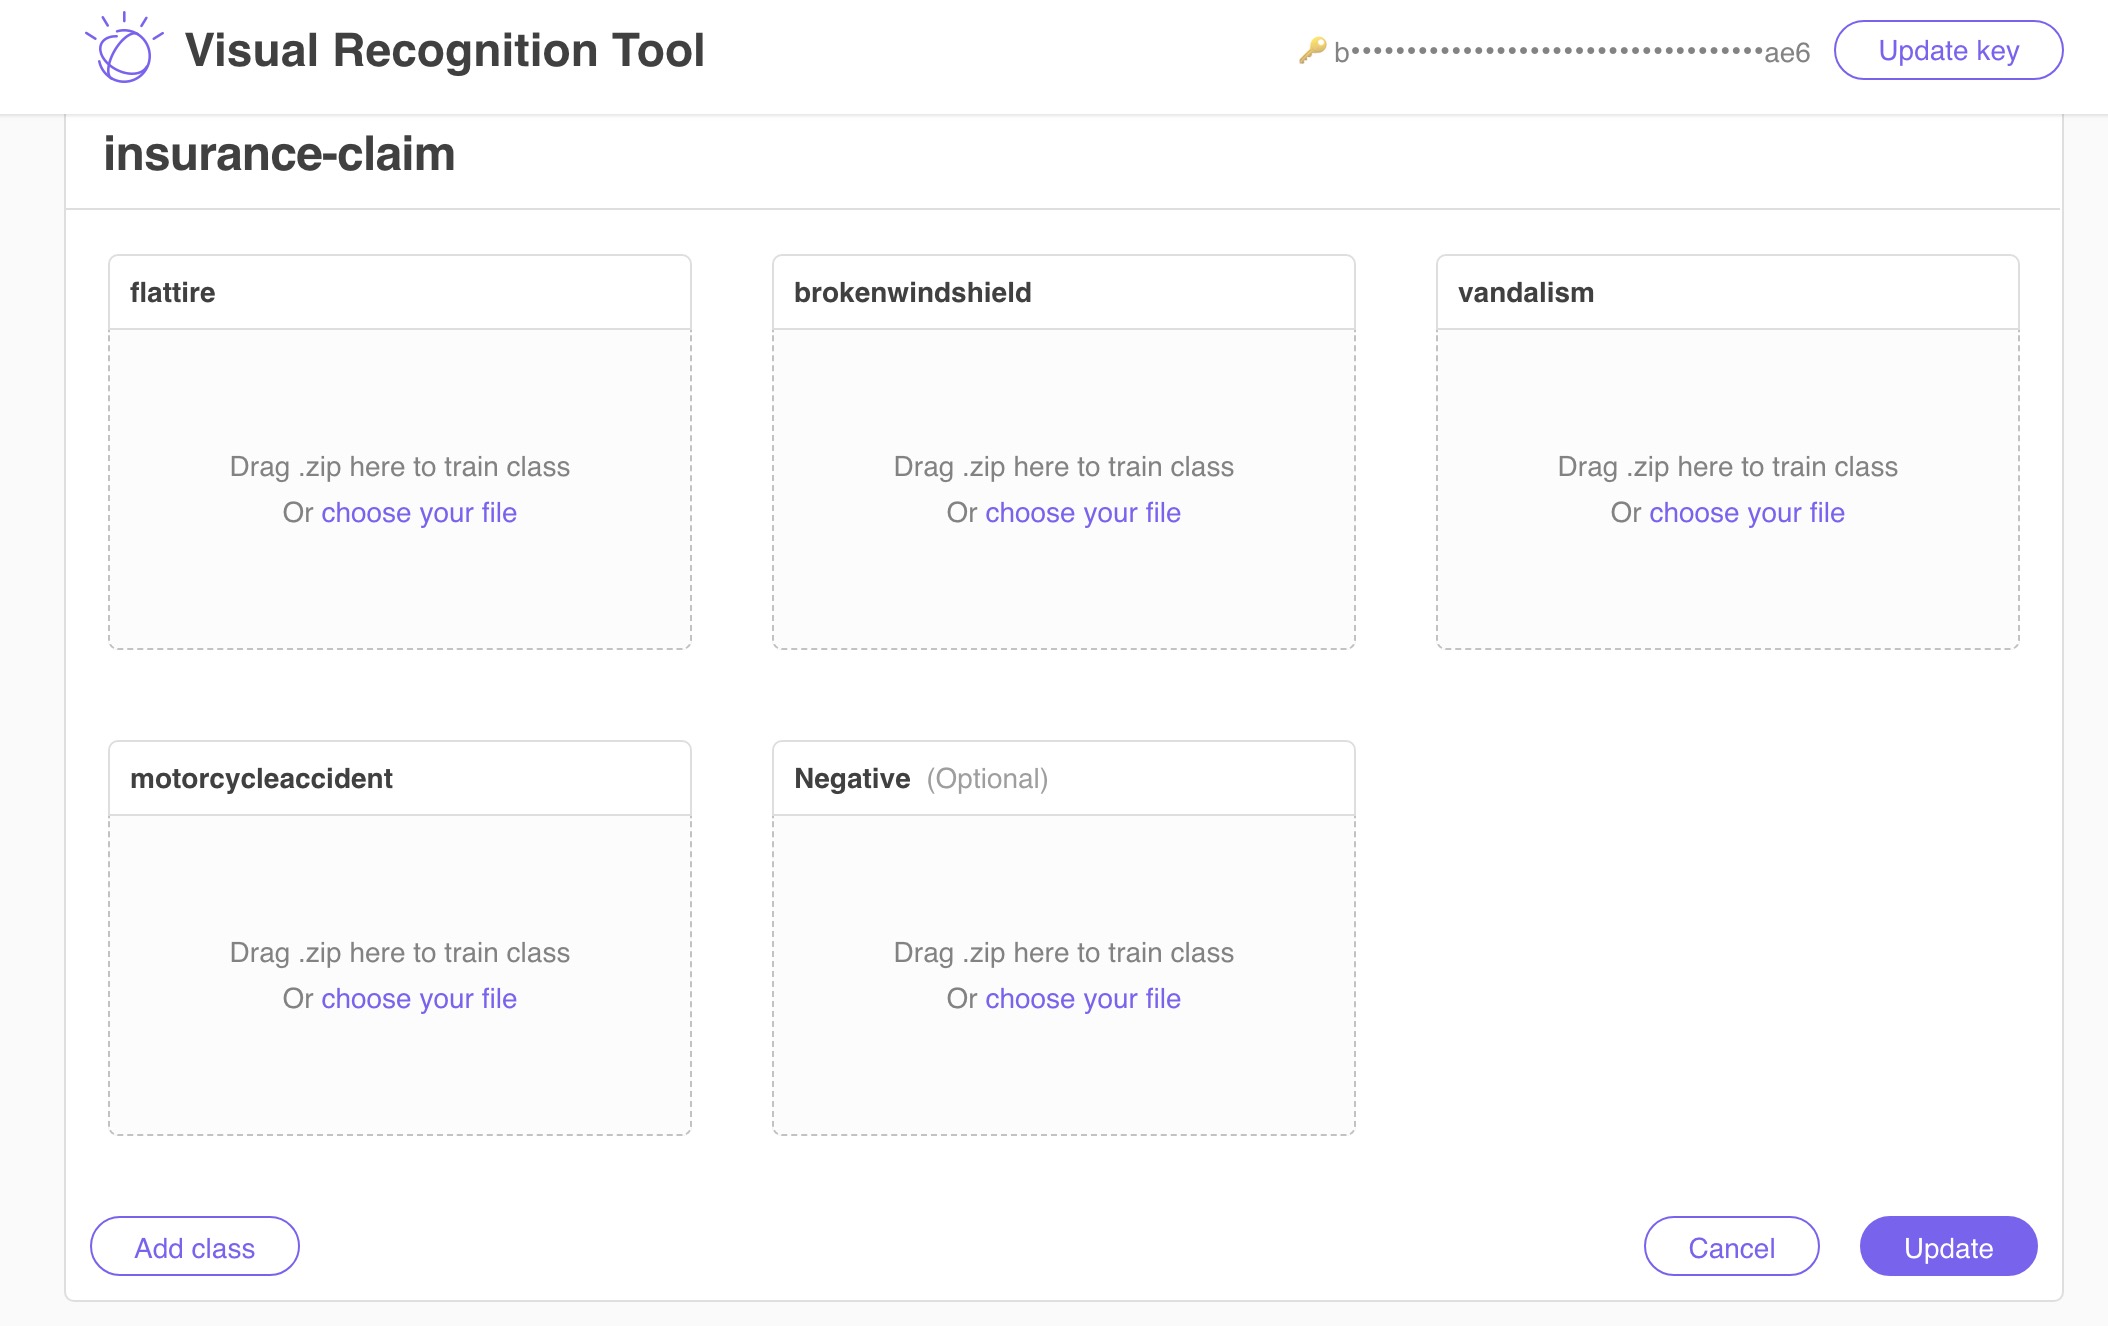 Visual Recognition Tool
b•••••••••••••••••••••••••••••••••••••ae6
Update key
insurance-claim
flattire
Drag .zip here to train class
Or choose your file
brokenwindshield
Drag .zip here to train class
Or choose your file
vandalism
Drag .zip here to train class
Or choose your file
motorcycleaccident
Drag .zip here to train class
Or choose your file
Negative (Optional)
Drag .zip here to train class
Or choose your file
Add class
Cancel
Update